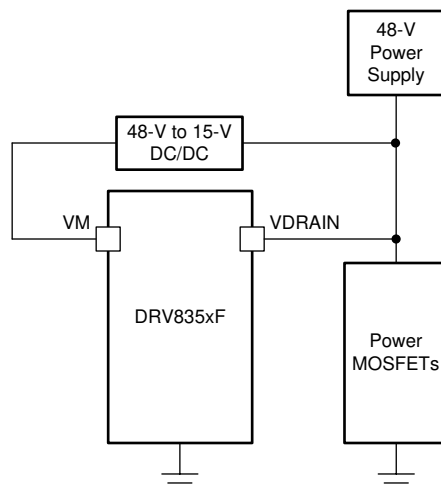 48-V
Power
Supply
48-V to 15-V
DC/DC
VM
VDRAIN
DRV835xF
Power
MOSFETs